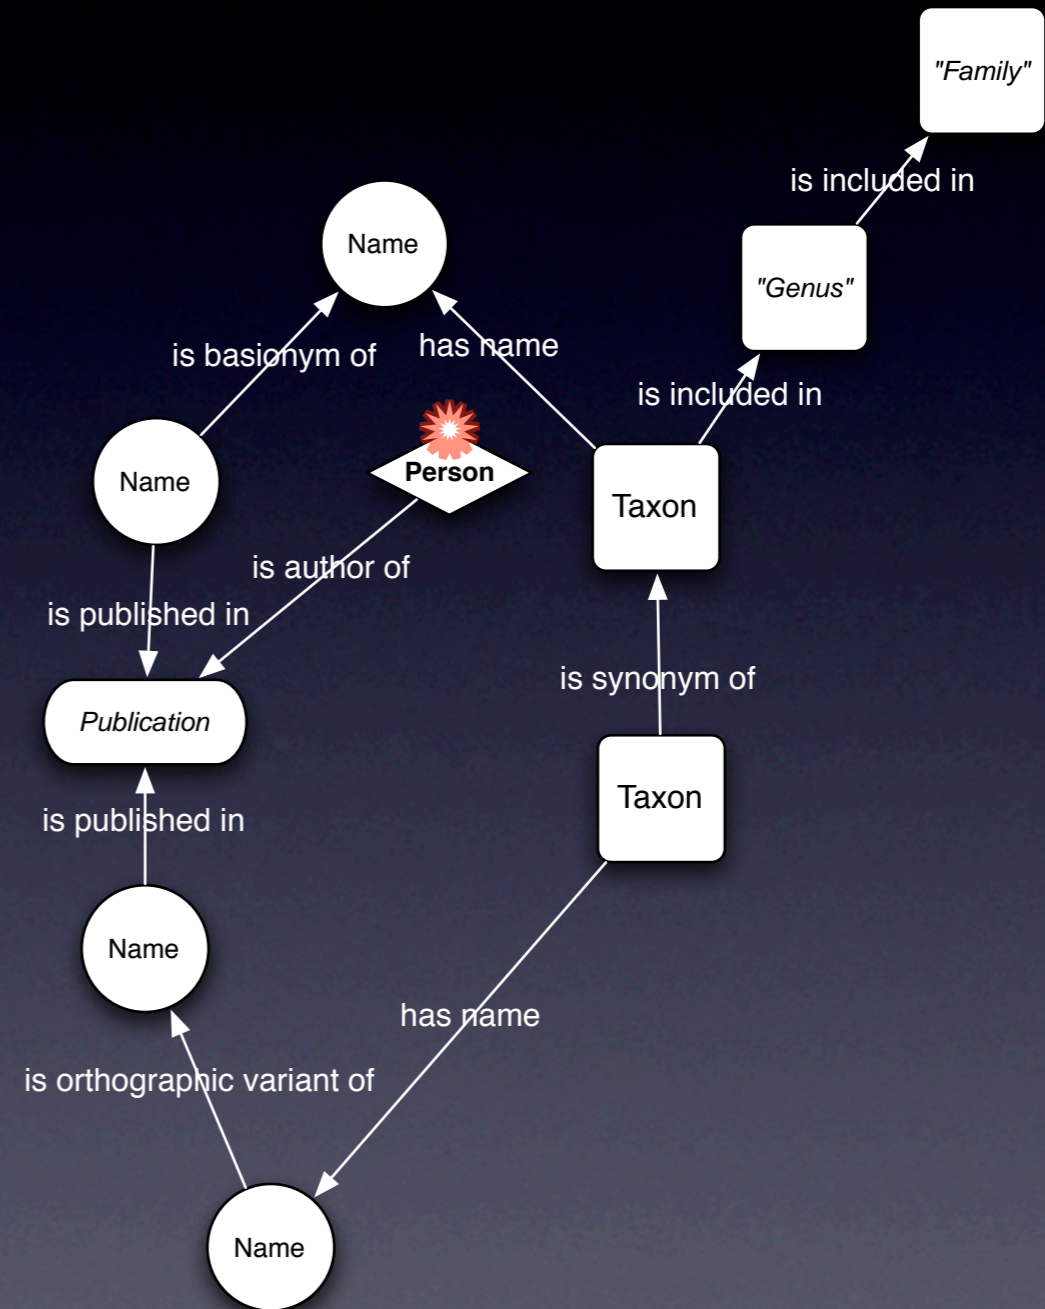 "Family"
is included in
Name
"Genus"
is basionym of
has name
is included in
Name
Person
Taxon
is author of
is published in
is synonym of
Publication
Taxon
is published in
Name
has name
is orthographic variant of
Name